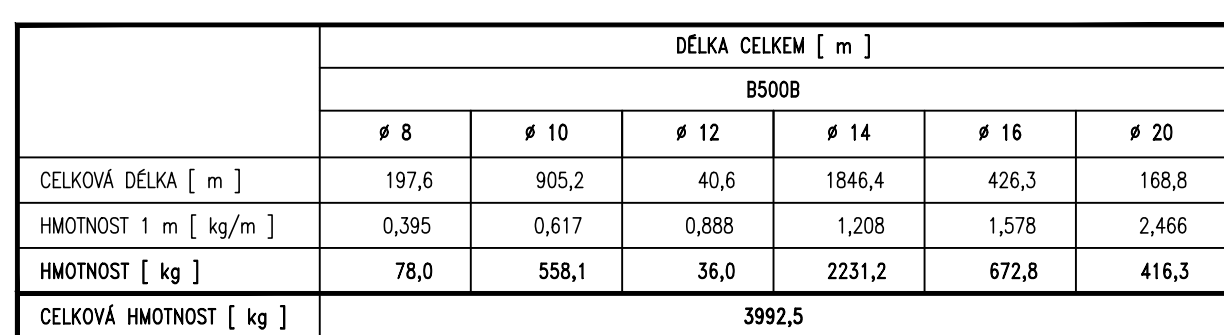 DÉLKA CELKEM [ m ]
B500B
ø 8 ø 10 ø 12 ø 14 ø 16 ø 20
CELKOVÁ DÉLKA [ m ] 197,6 905,2 40,6 1846,4 426,3 168,8
HMOTNOST 1 m [ kg/m ] 0,395 0,617 0,888 1,208 1,578 2,466
HMOTNOST [ kg ] 78,0 558,1 36,0 2231,2 672,8 416,3
CELKOVÁ HMOTNOST [ kg ] 3992,5